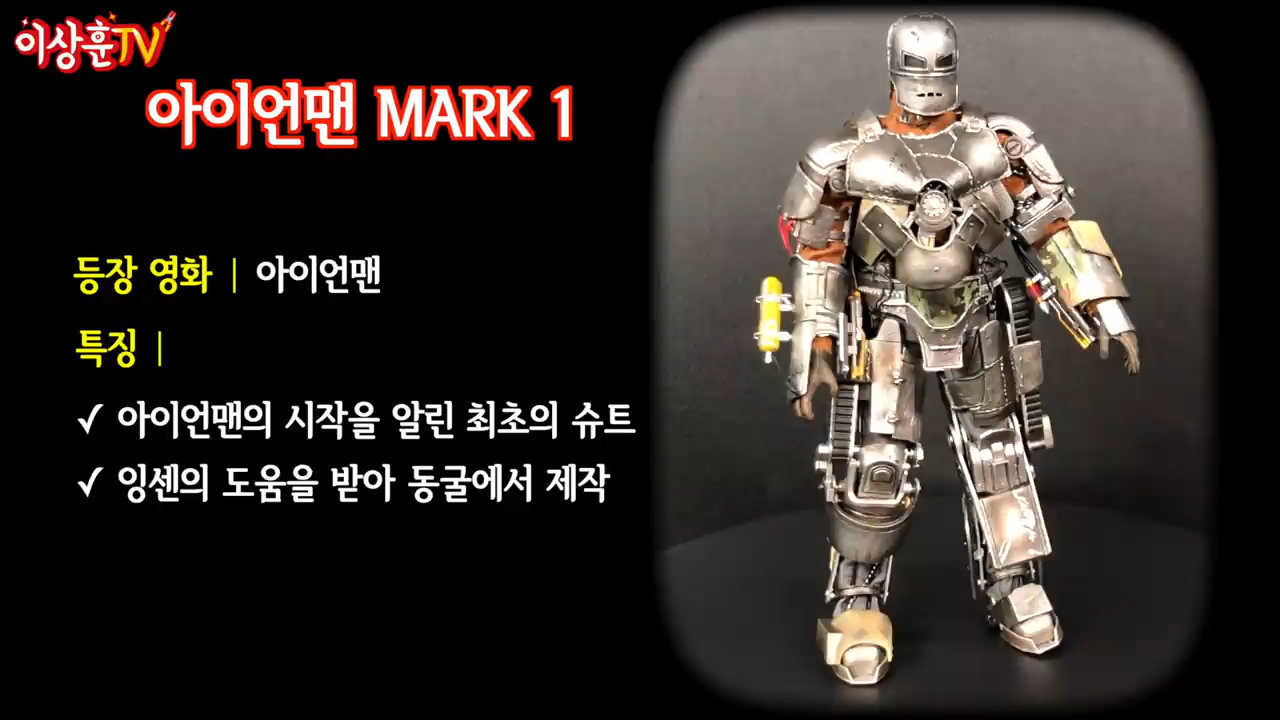 이상훈TV
아이언맨 MARK 1
등장 영화 | 아이언맨
특징 |
✓ 아이언맨의 시작을 알린 최초의 슈트
✓ 잉센의 도움을 받아 동굴에서 제작